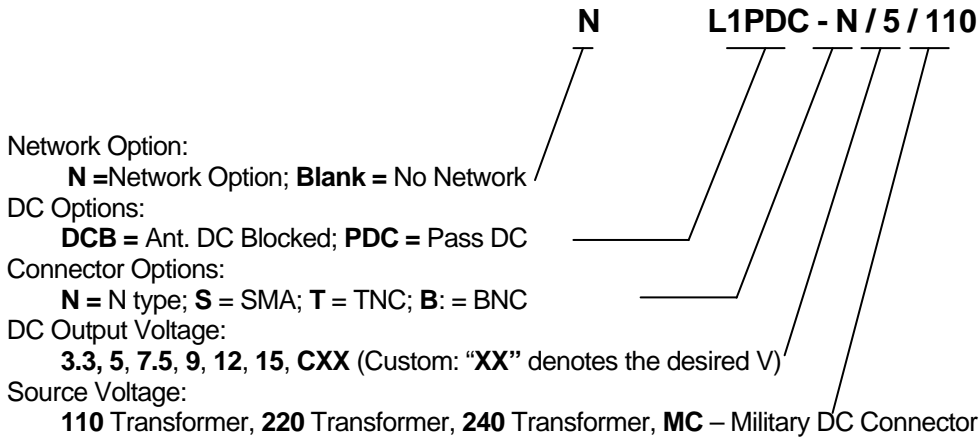 N L1PDC - N / 5 / 110
Network Option:
N =Network Option; Blank = No Network
DC Options:
DCB = Ant. DC Blocked; PDC = Pass DC
Connector Options:
N = N type; S = SMA; T = TNC; B: = BNC
DC Output Voltage:
3.3, 5, 7.5, 9, 12, 15, CXX (Custom: “XX” denotes the desired V)
Source Voltage:
110 Transformer, 220 Transformer, 240 Transformer, MC – Military DC Connector